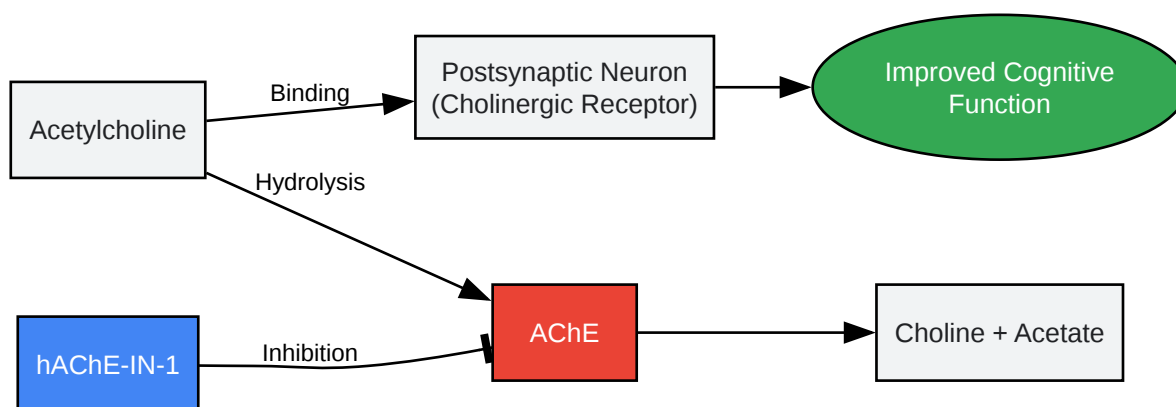 Acetylcholine
Binding
Postsynaptic Neuron
(Cholinergic Receptor)
Improved Cognitive
Function
Hydrolysis
hAChE-IN-1
Inhibition
AChE
Choline + Acetate